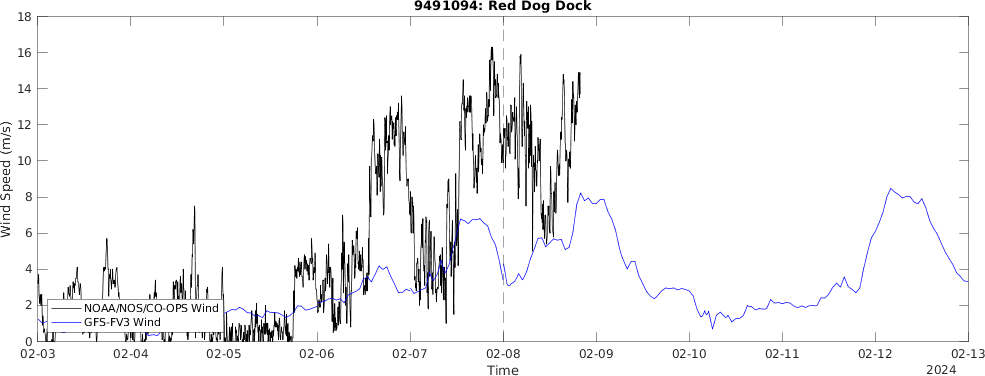 9491094: Red Dog Dock
18
16
14
12
10
8
6
4
2
0
Wind Speed (m/s)
NOAA/NOS/CO-OPS Wind
GFS-FV3 Wind
02-03 02-04 02-05 02-06 02-07 02-08 02-09 02-10 02-11 02-12 02-13
Time
2024